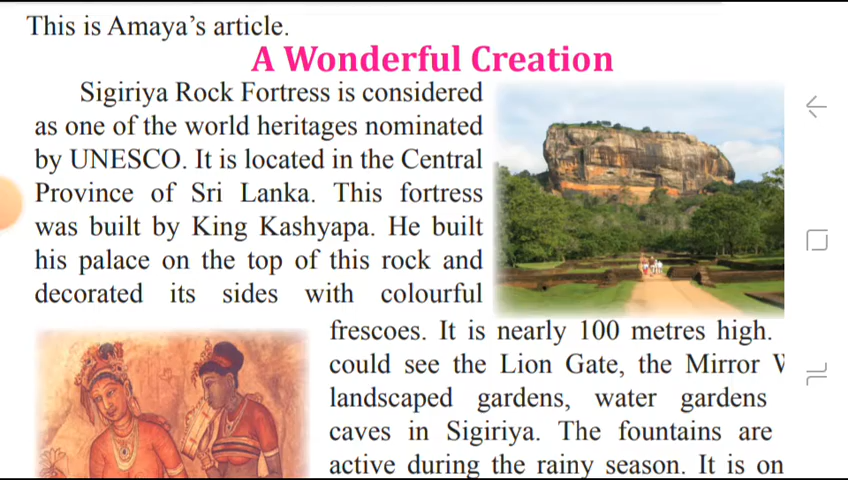 This is Amaya's article.
A Wonderful Creation
Sigiriya Rock Fortress is considered
as one of the world heritages nominated
by UNESCO. It is located in the Central
Province of Sri Lanka. This fortress
was built by King Kashyapa. He built
his palace on the top of this rock and
decorated its sides with colourful
frescoes. It is nearly 100 metres high.
could see the Lion Gate, the Mirror
landscaped gardens, water gardens
caves in Sigiriya. The fountains are
active during the rainy season. It is on